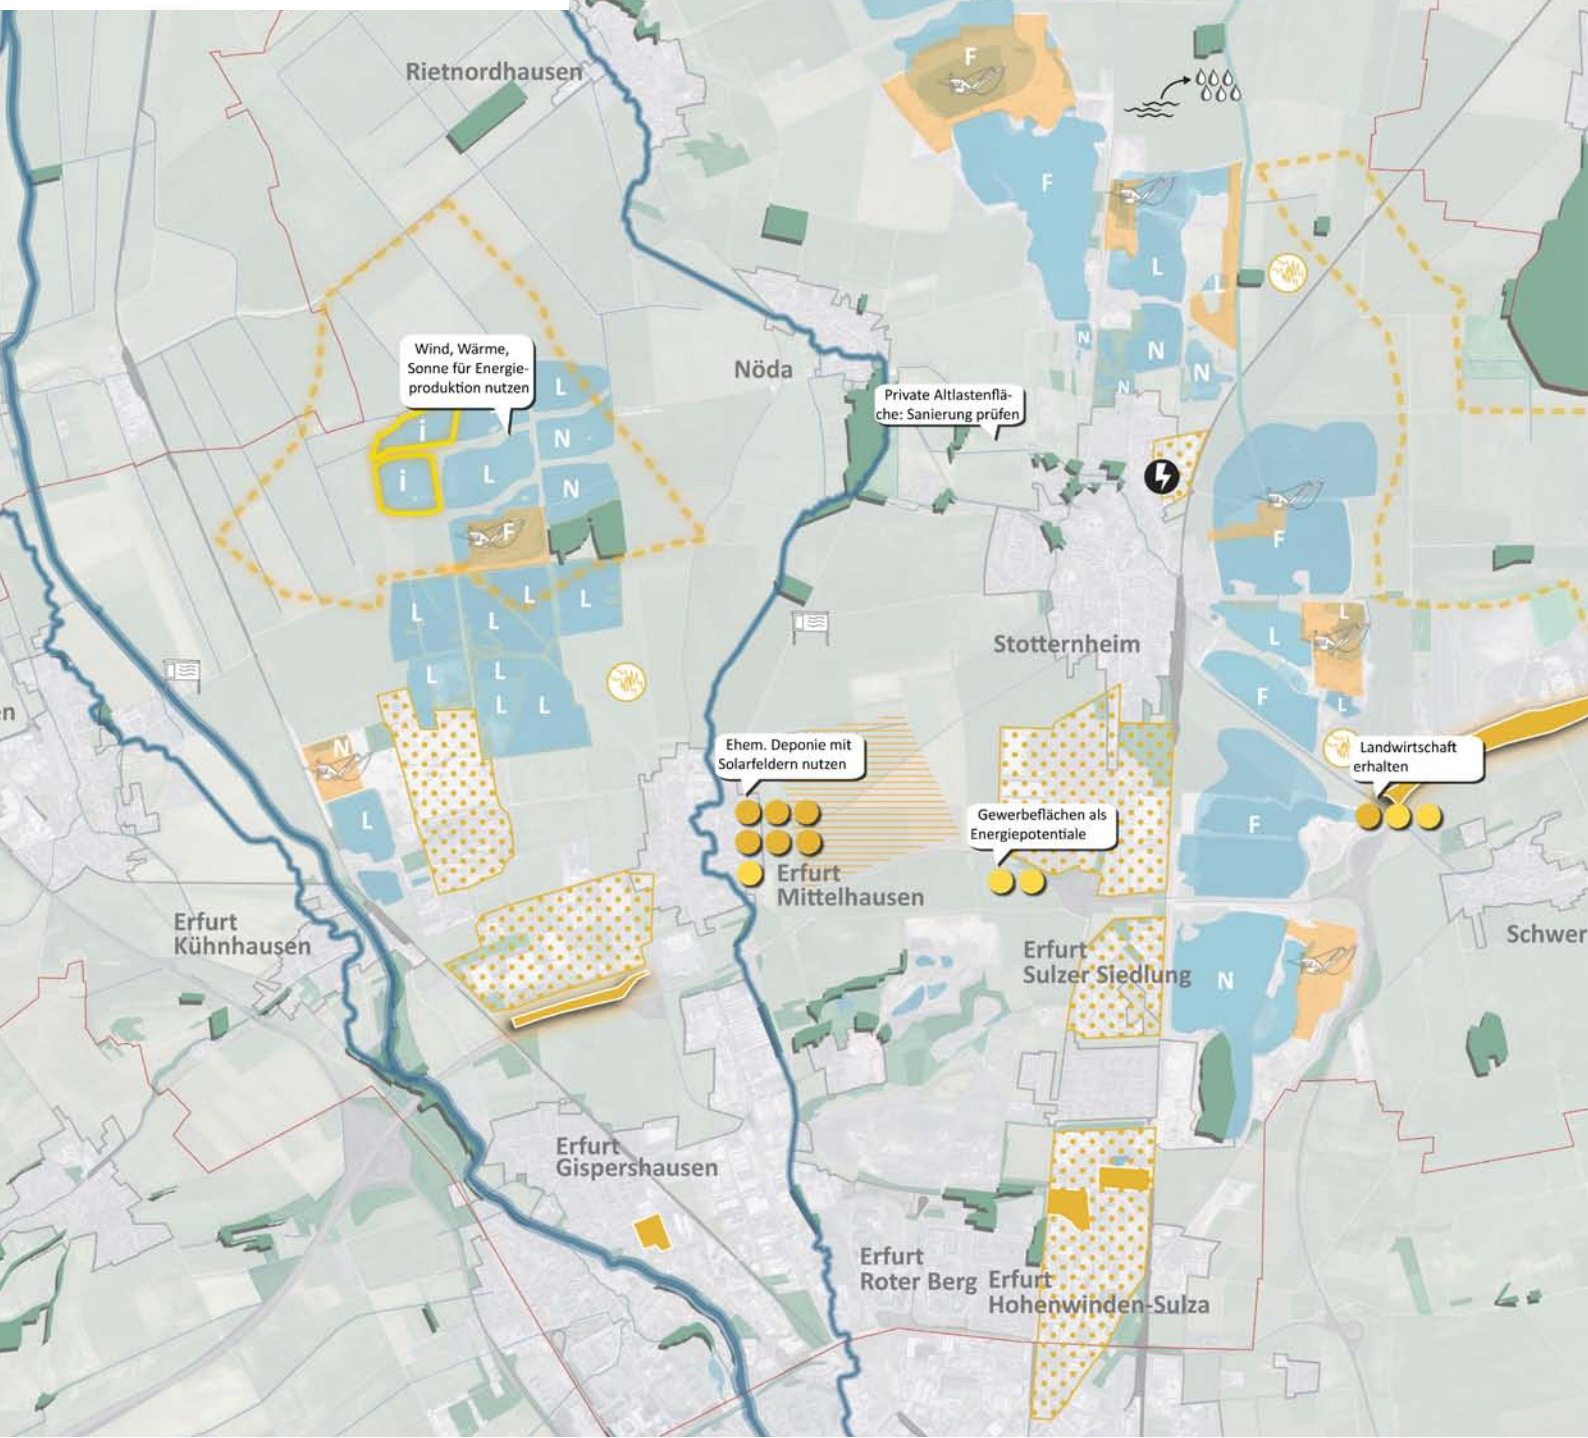 F
Rietnordhausen
F
L
L
N
N
N
N
Wind, Wärme,
Sonne für Energie-
produktion nutzen
Nöda
L
Private Altlastenflä-
che: Sanierung prüfen
i
N
i
L
N
F
F
L
L
L
L
L
L
Stotternheim
L
L
F
L
en
L
L
N
Ehem. Deponie mit
Solarfeldern nutzen
Landwirtschaft
erhalten
L
Gewerbeflächen als
Energiepotentiale
F
Erfurt
Mittelhausen
Erfurt
Kühnhausen
Erfurt
Sulzer Siedlung
N
Schwer
Erfurt
Gispershausen
Erfurt
Roter Berg
Erfurt
Hohenwinden-Sulza